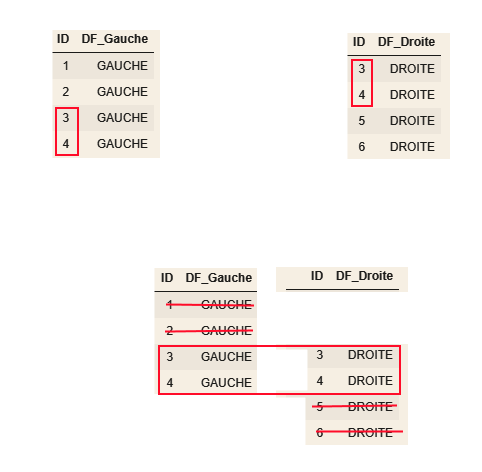 ID DF_Gauche
1 GAUCHE
2 GAUCHE
3 GAUCHE
4 GAUCHE
ID DF_Droite
3 DROITE
4 DROITE
5 DROITE
6 DROITE
ID DF_Gauche
1 GAUCHE
2 GAUCHE
3 GAUCHE
4 GAUCHE
ID DF_Droite
3 DROITE
4 DROITE
5 DROITE
6 DROITE